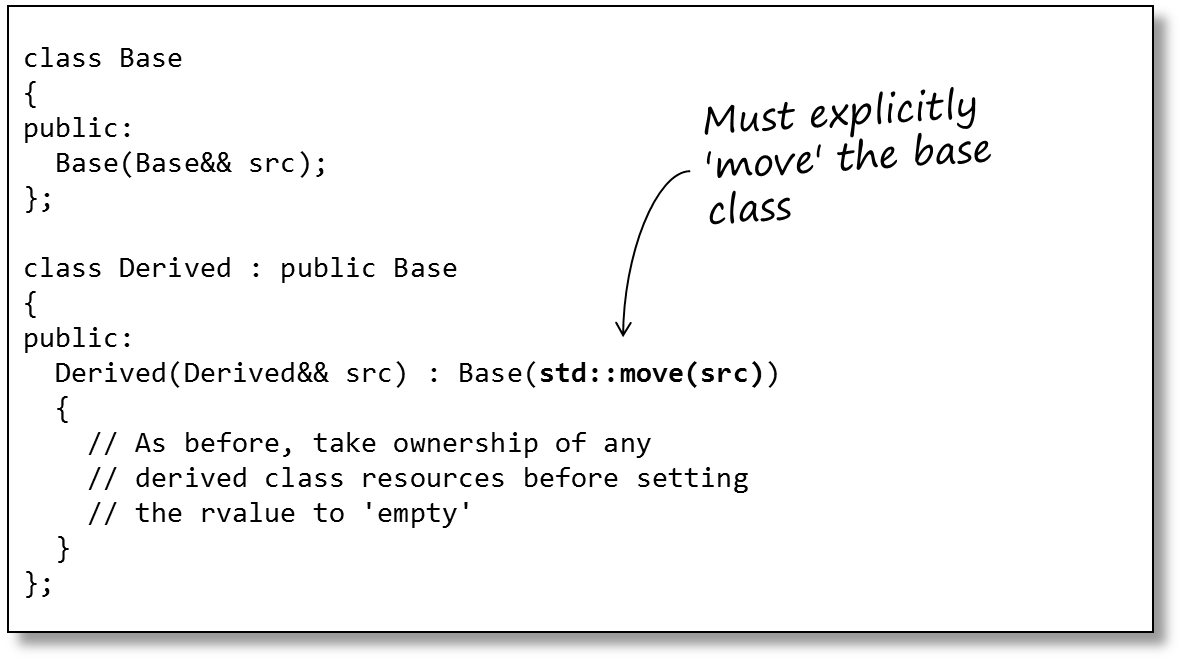 class Base
{
public:
  Base(Base&& src);
};
Must explicitly
'move' the base
class
class Derived : public Base
{
public:
  Derived(Derived&& src) : Base(std::move(src))
  {
    // As before, take ownership of any
    // derived class resources before setting
    // the rvalue to 'empty'
  }
};